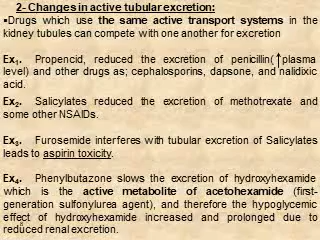 2- Changes in active tubular excretion:
▪Drugs which use the same active transport systems in the
kidney tubules can compete with one another for excretion
Ex1. Propencid, reduced the excretion of penicillin(↑plasma
level) and other drugs as; cephalosporins, dapsone, and nalidixic
acid.
Ex2. Salicylates reduced the excretion of methotrexate and
some other NSAIDs.
Ex3. Furosemide interferes with tubular excretion of Salicylates
leads to aspirin toxicity.
Ex4. Phenylbutazone slows the excretion of hydroxyhexamide
which is the active metabolite of acetohexamide (first-
generation sulfonylurea agent), and therefore the hypoglycemic
effect of hydroxyhexamide increased and prolonged due to
reduced renal excretion.